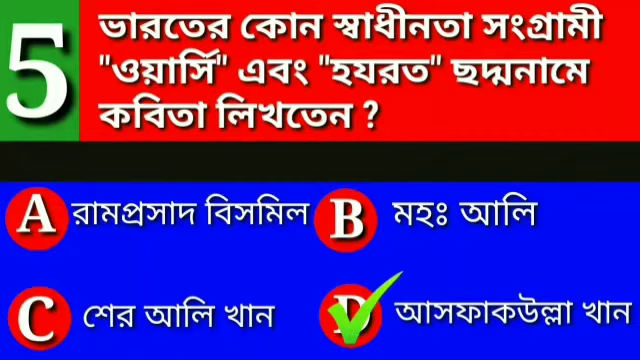 5
ভারতের কোন স্বাধীনতা সংগ্রামী
"ওয়ার্সি" এবং "হযরত" ছদ্মনামে
কবিতা লিখতেন ?
A রামপ্রসাদ বিসমিল
B মহঃ আলি
C শের আলি খান
D আসফাকউল্লা খান